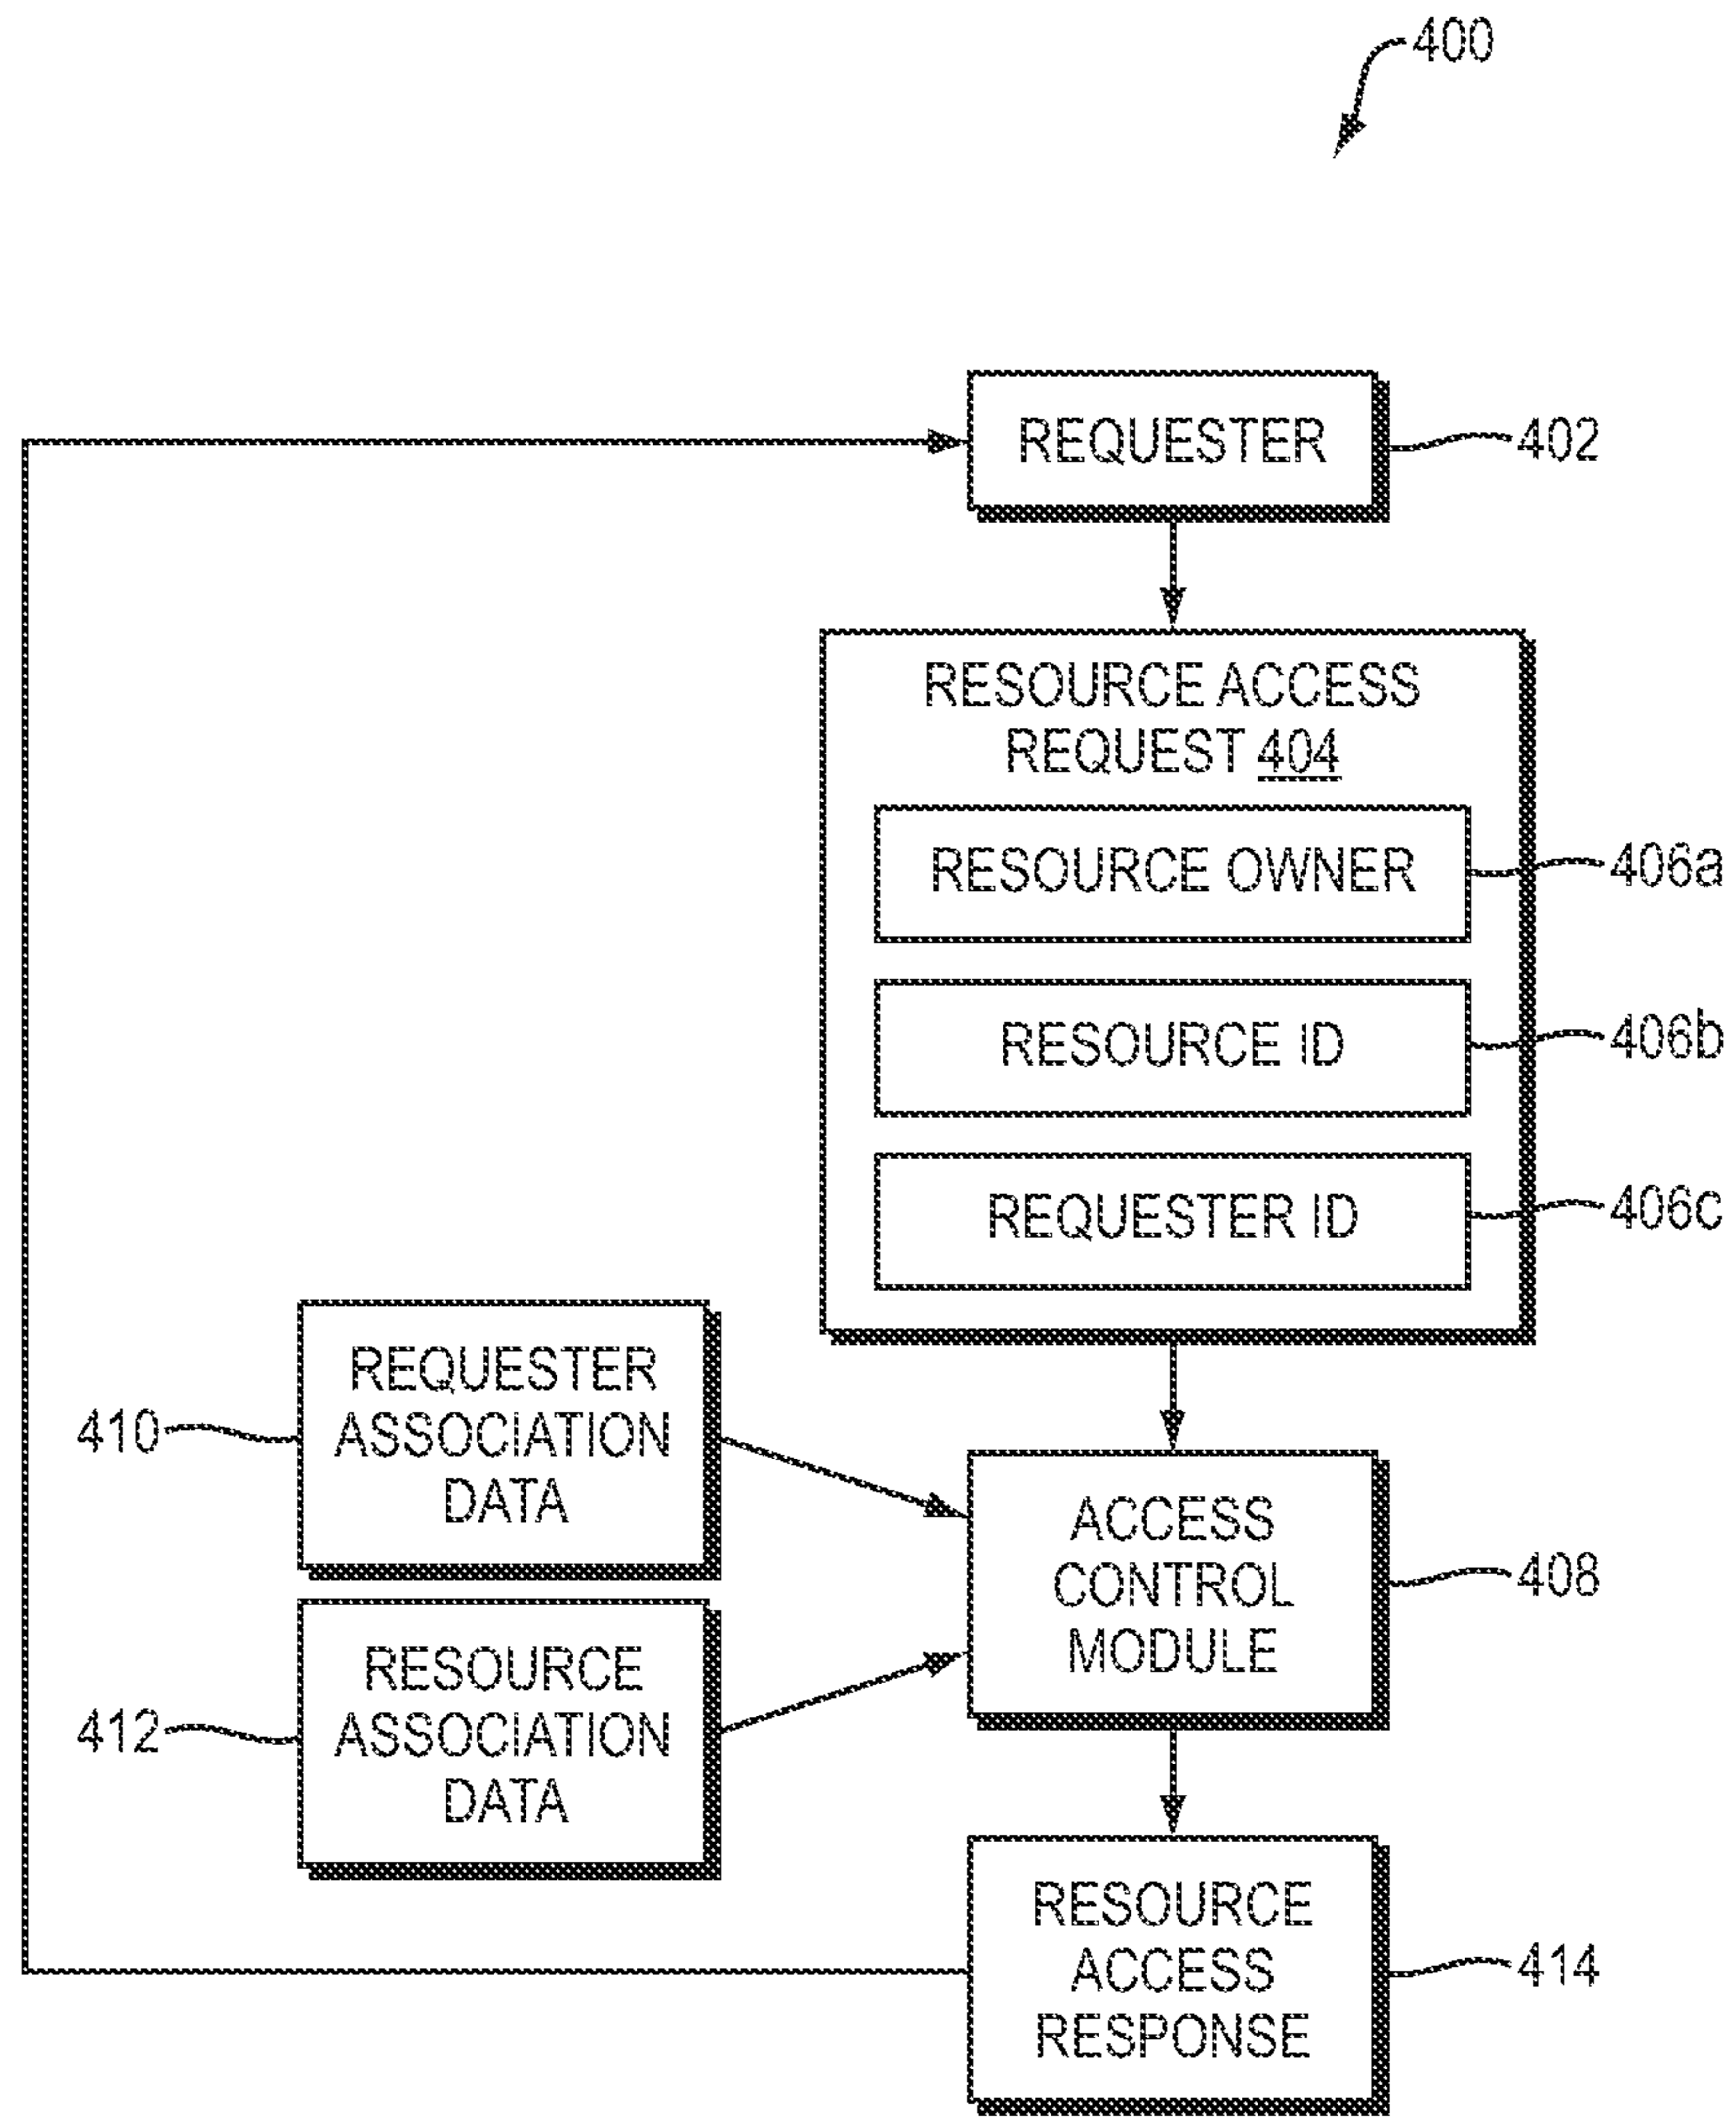 400
REQUESTER
402
RESOURCE ACCESS
REQUEST 404
RESOURCE OWNER
406a
RESOURCE ID
406b
REQUESTER ID
406c
REQUESTER
ASSOCIATION
DATA
410
ACCESS
CONTROL
MODULE
408
RESOURCE
ASSOCIATION
DATA
412
RESOURCE
ACCESS
RESPONSE
414